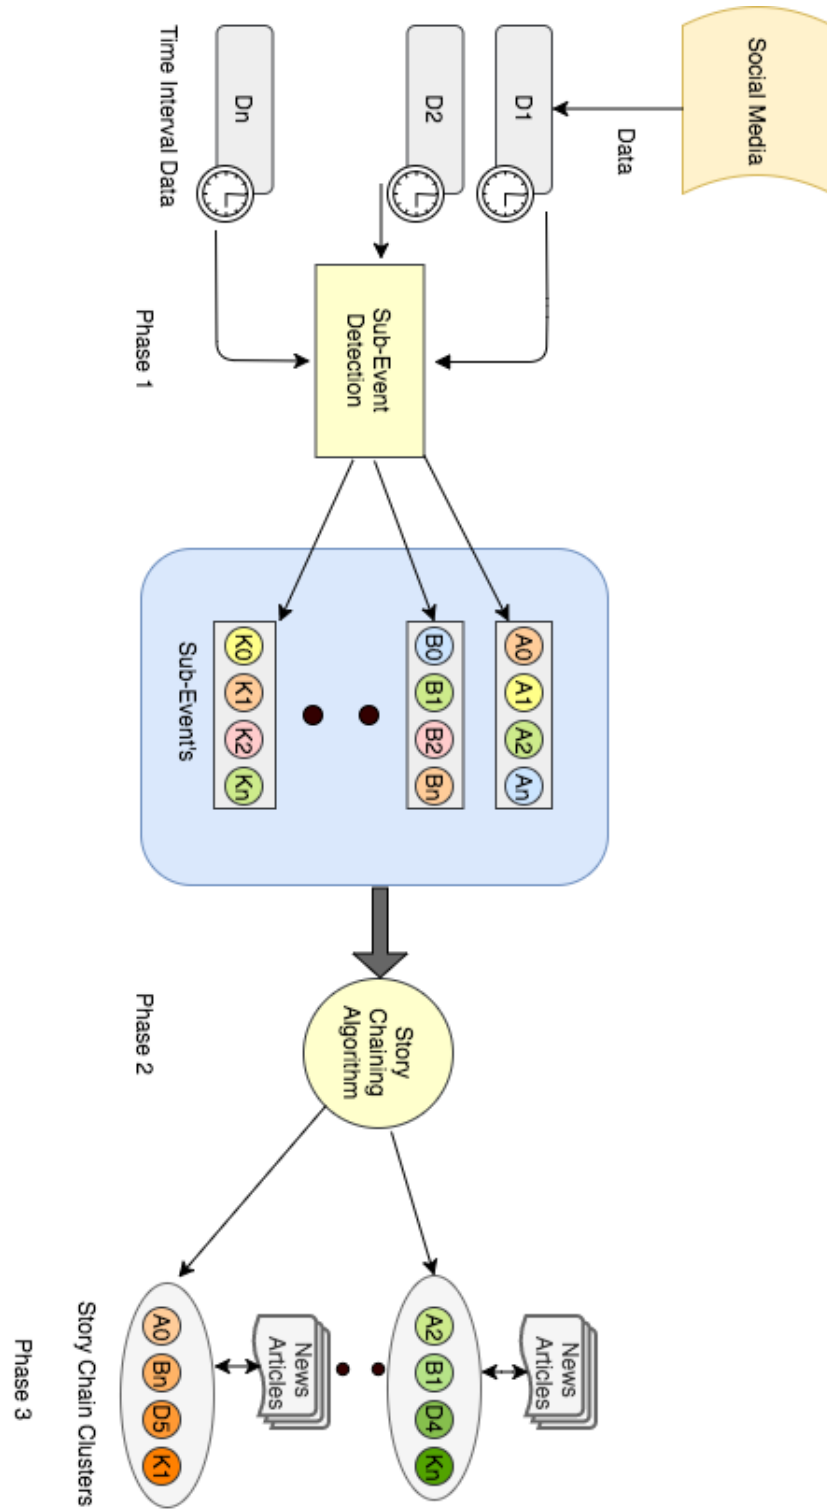 Social Media
Data
D1
D2
Dn
Time Interval Data
Sub-Event
Detection
Phase 1
A0 A1 A2 An
B0 B1 B2 Bn
K0 K1 K2 Kn
Sub-Event's
Story
Chaining
Algorithm
Phase 2
News
Articles
A2 B1 D4 Kn
News
Articles
A0 Bn D5 K1
Story Chain Clusters
Phase 3